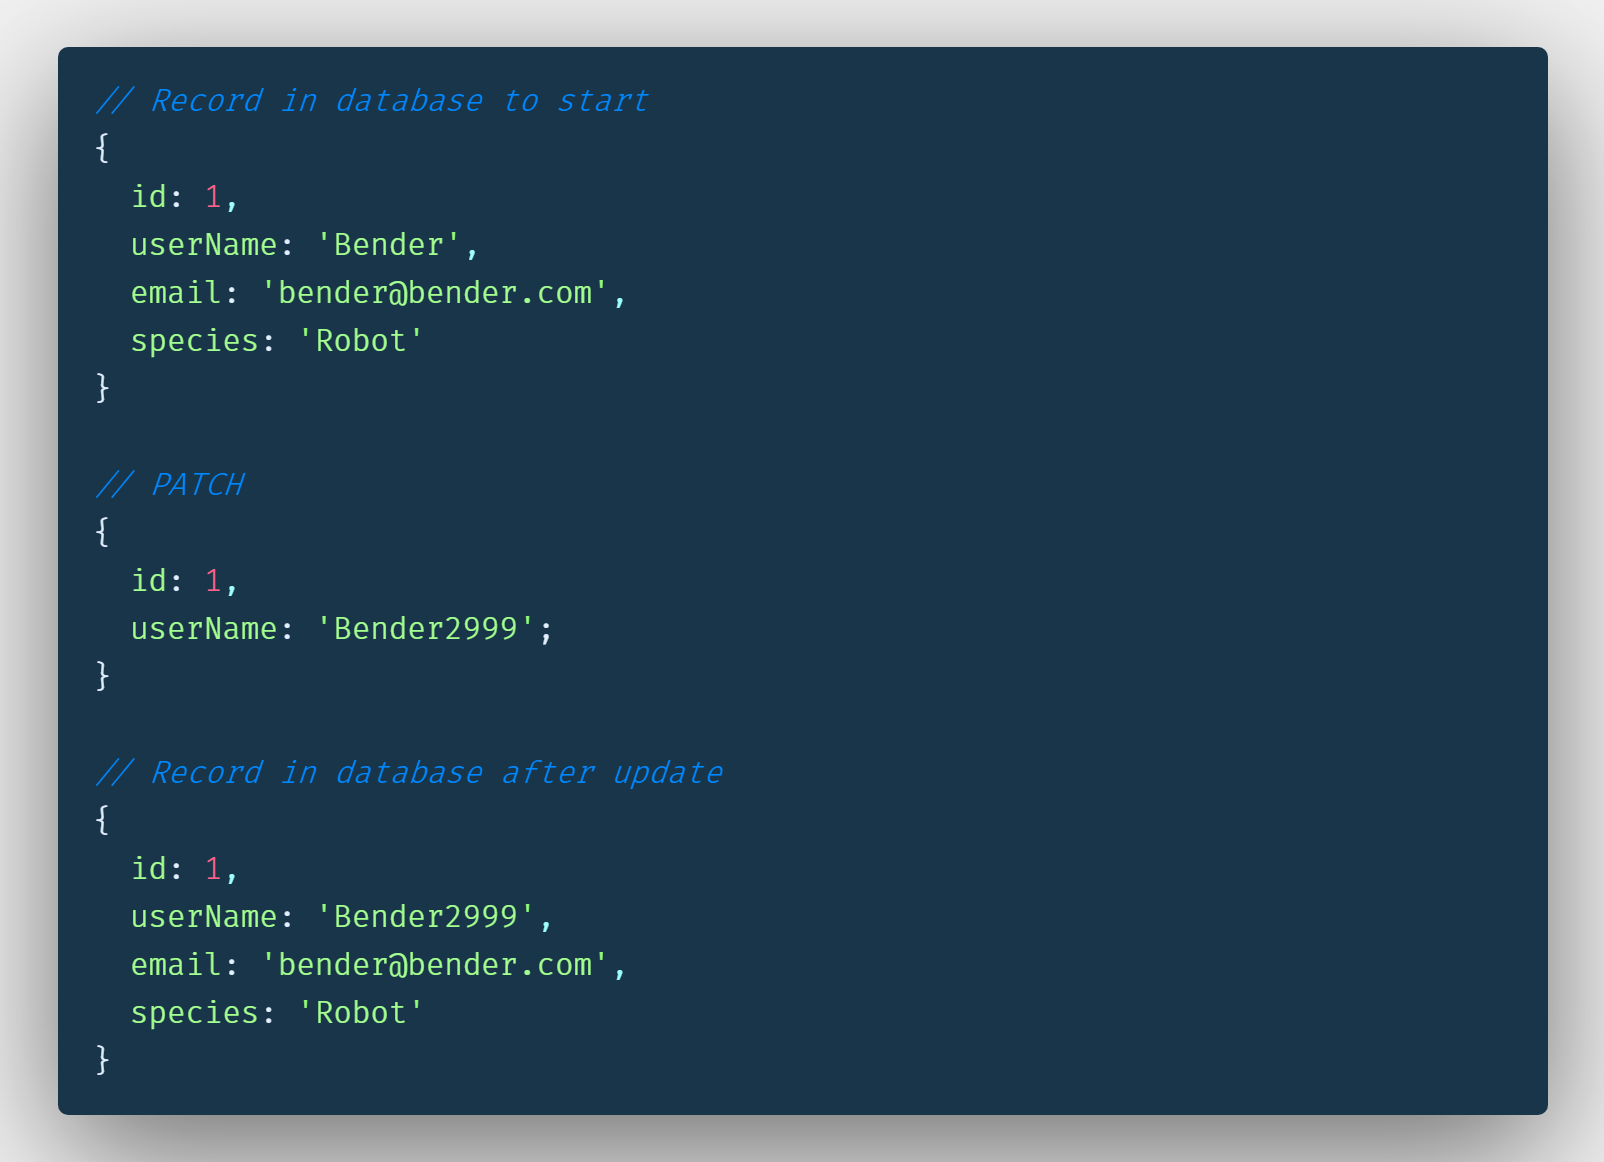 // Record in database to start
{
  id: 1,
  userName: 'Bender',
  email: 'bender@bender.com',
  species: 'Robot'
}

// PATCH
{
  id: 1,
  userName: 'Bender2999';
}

// Record in database after update
{
  id: 1,
  userName: 'Bender2999',
  email: 'bender@bender.com',
  species: 'Robot'
}